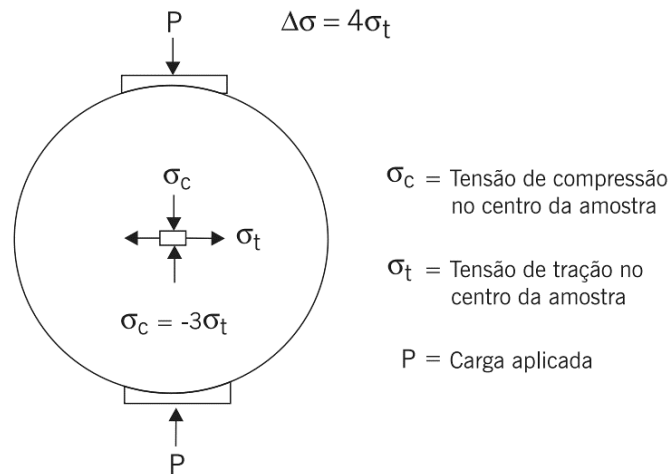 P
Δσ = 4σt
σc
σt
σc = -3σt
P
σc = Tensão de compressão
no centro da amostra
σt = Tensão de tração no
centro da amostra
P = Carga aplicada